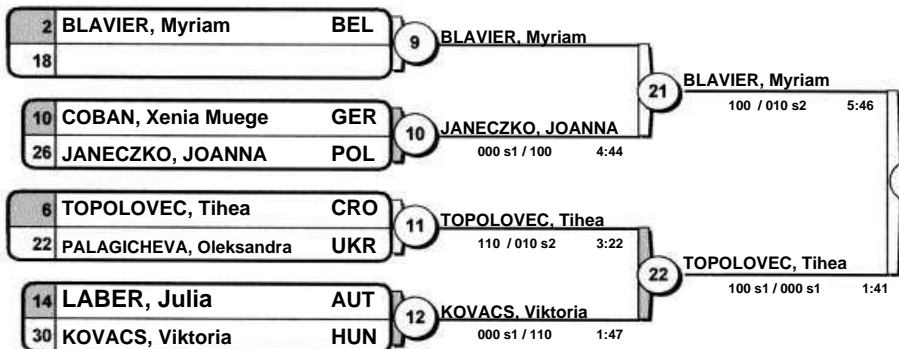 2 BLAVIER, Myriam BEL
18
9
BLAVIER, Myriam
21
BLAVIER, Myriam
100 / 010 s2 5:46
10 COBAN, Xenia Muege GER
26 JANECZKO, JOANNA POL
10
JANECZKO, JOANNA
000 s1 / 100 4:44
6 TOPOLOVEC, Tihea CRO
22 PALAGICHEVA, Oleksandra UKR
11
TOPOLOVEC, Tihea
110 / 010 s2 3:22
22
TOPOLOVEC, Tihea
100 s1 / 000 s1 1:41
14 LABER, Julia AUT
30 KOVACS, Viktoria HUN
12
KOVACS, Viktoria
000 s1 / 110 1:47